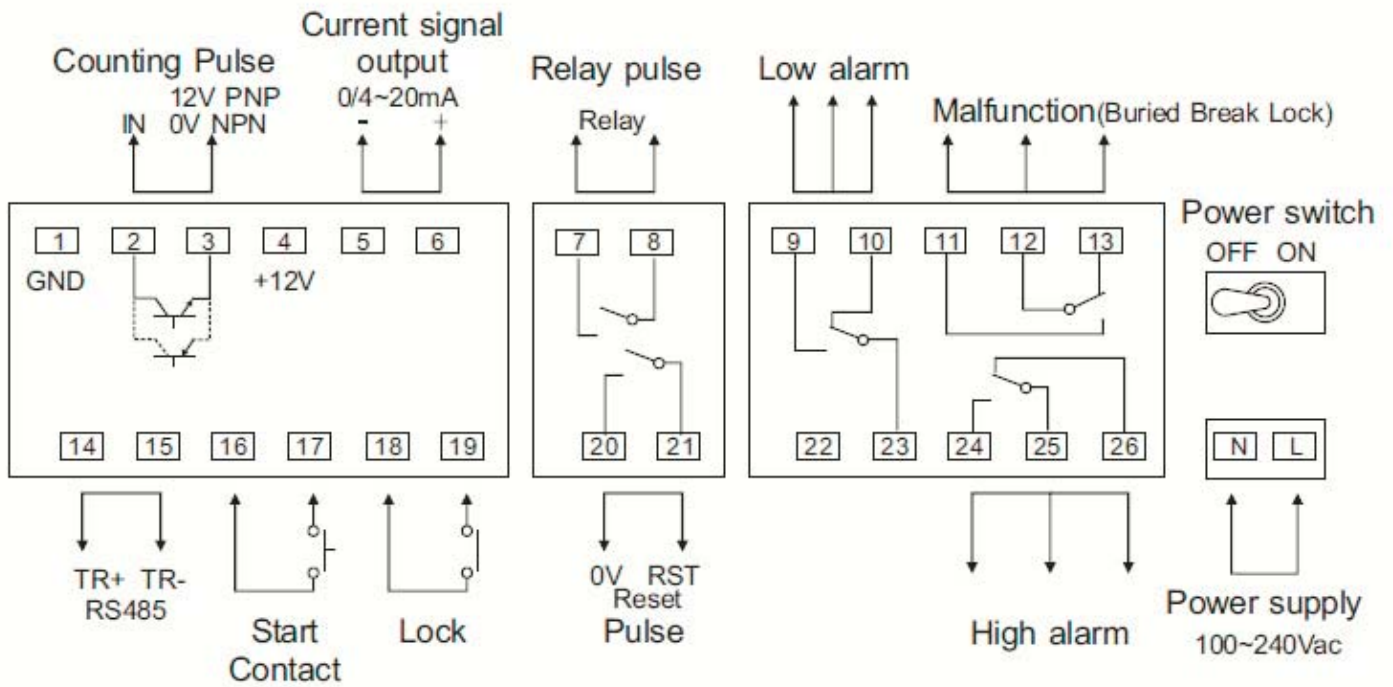 Counting Pulse
12V PNP
IN 0V NPN
Current signal
output
0/4~20mA
- +
Relay pulse
Relay
Low alarm
Malfunction(Buried Break Lock)
1 2 3 4 5 6
GND +12V
7 8
9 10 11 12 13
Power switch
OFF ON
14 15 16 17 18 19
20 21
22 23 24 25 26
N L
TR+ TR-
RS485
Start
Contact
Lock
0V RST
Reset
Pulse
High alarm
Power supply
100~240Vac